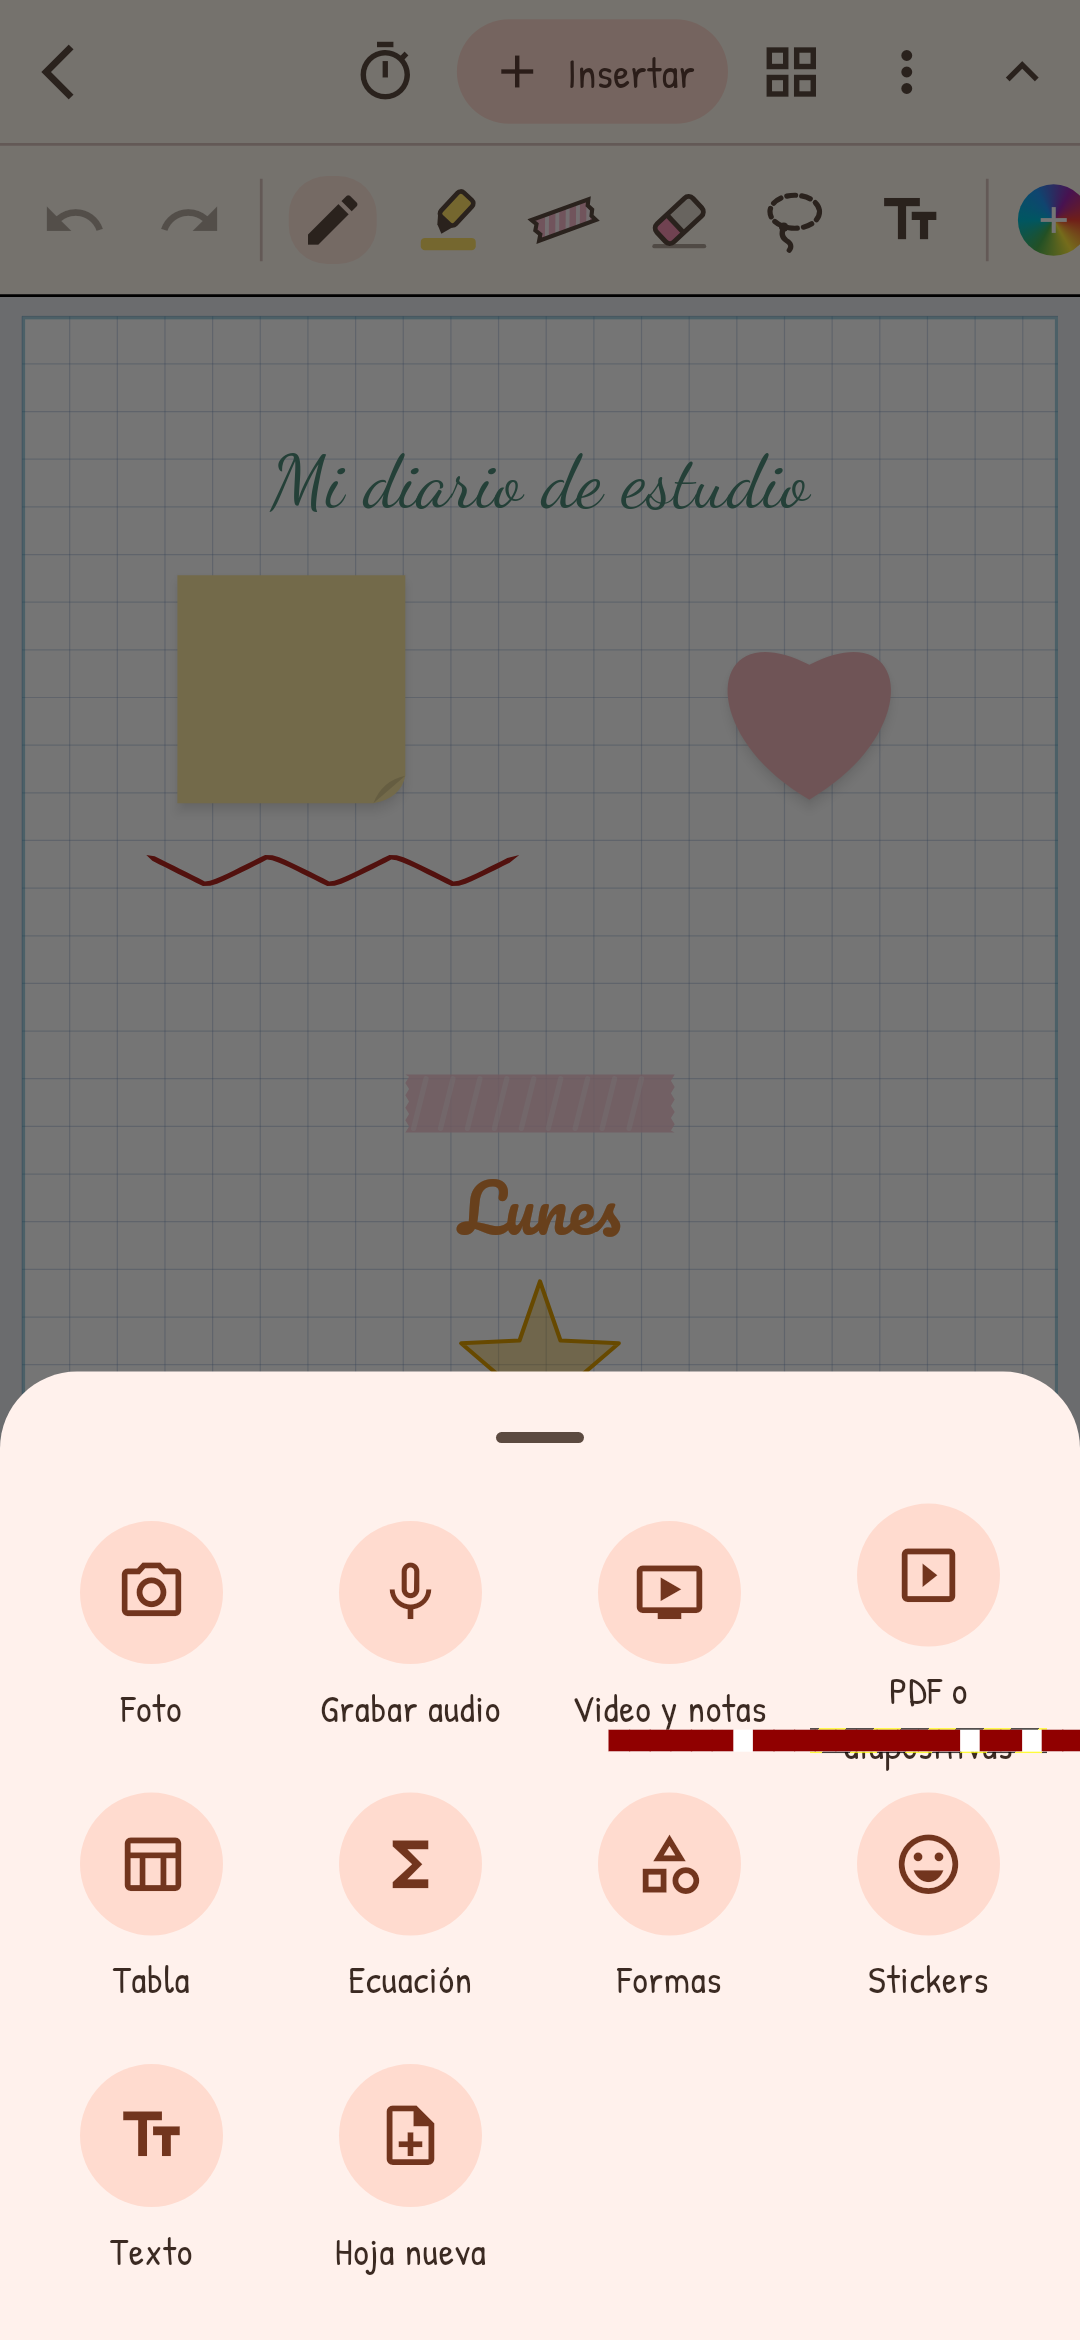 Insertar
Mi diario de estudio
Lunes
Foto
Grabar audio
Video y notas
PDF o
diapositivas
Tabla
Ecuación
Formas
Stickers
Texto
Hoja nueva